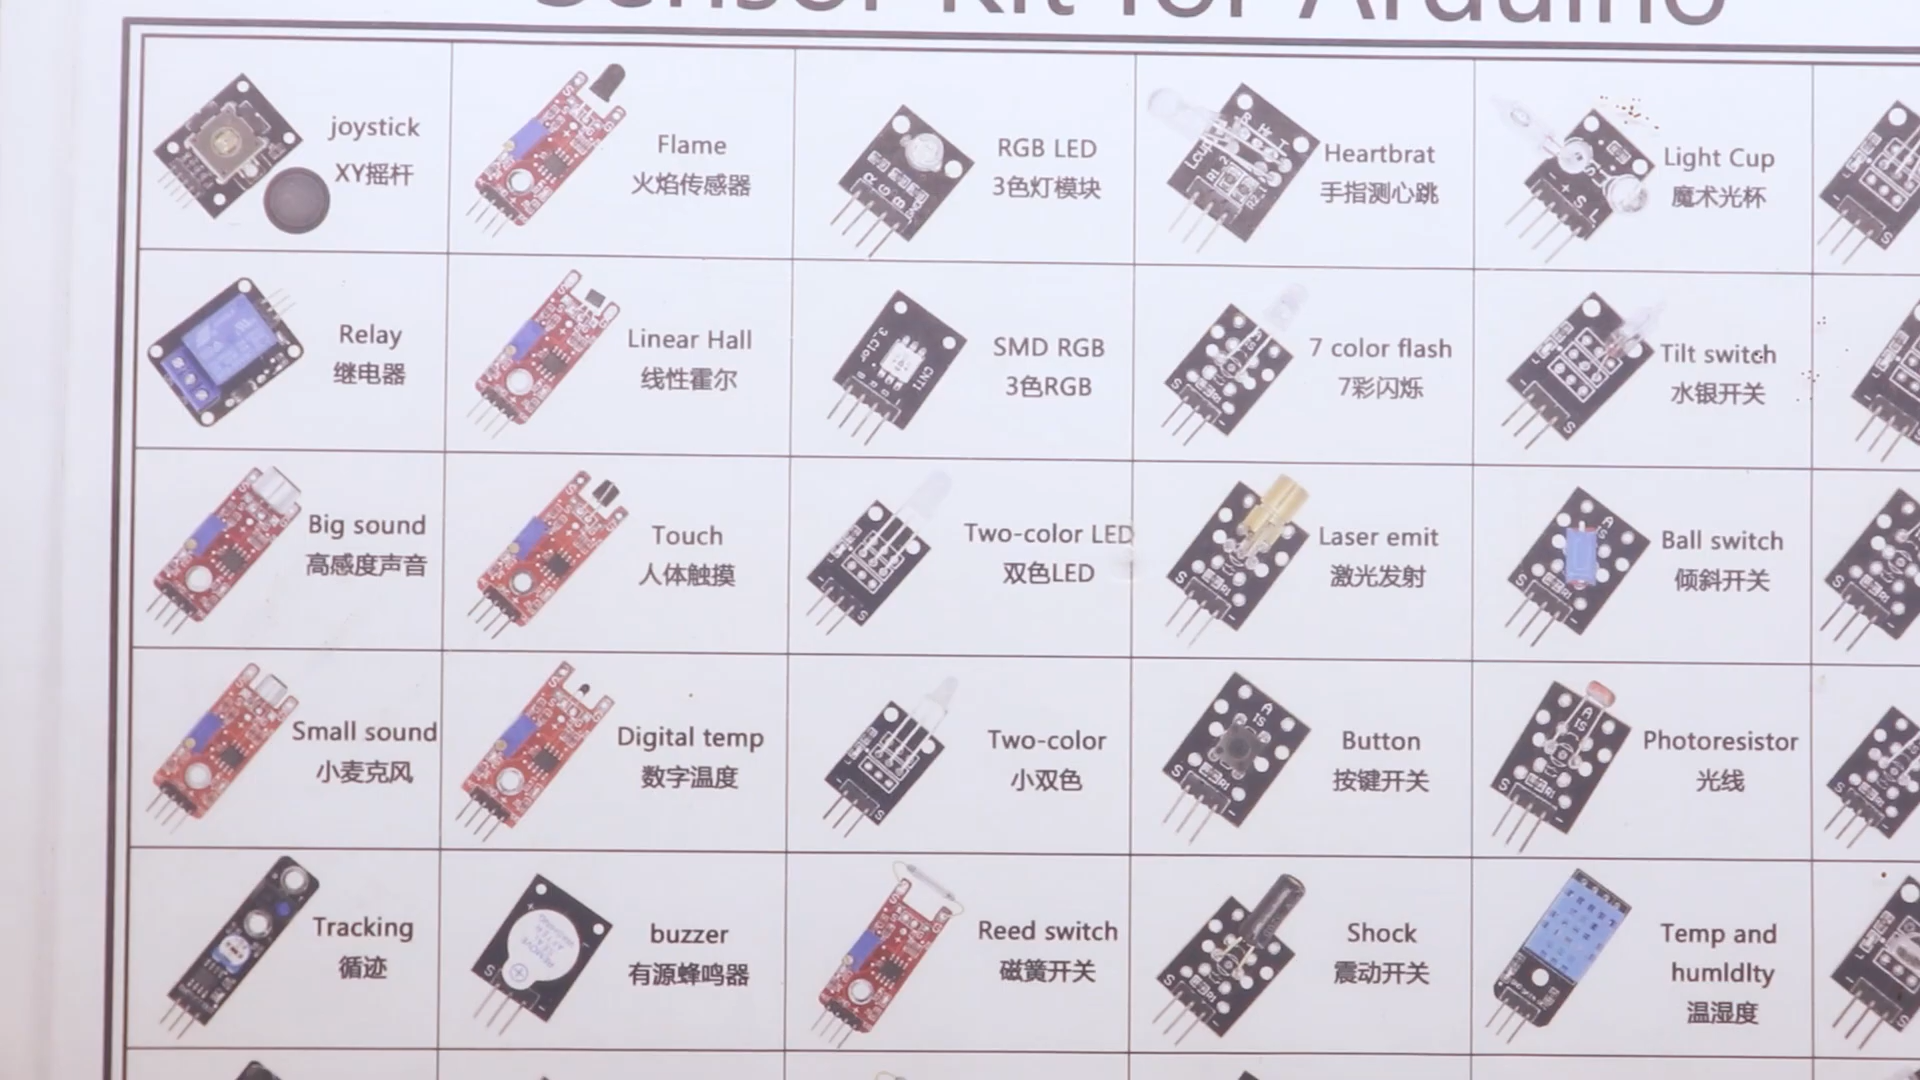 Sensor Kit for Arduino
joystick
XY摇杆
Flame
火焰传感器
RGB LED
3色灯模块
Heartbrat
手指测心跳
Light Cup
魔术光杯
Relay
继电器
Linear Hall
线性霍尔
SMD RGB
3色RGB
7 color flash
7彩闪烁
Tilt switch
水银开关
Big sound
高感度声音
Touch
人体触摸
Two-color LED
双色LED
Laser emit
激光发射
Ball switch
倾斜开关
Small sound
小麦克风
Digital temp
数字温度
Two-color
小双色
Button
按键开关
Photoresistor
光线
Tracking
循迹
buzzer
有源蜂鸣器
Reed switch
磁簧开关
Shock
震动开关
Temp and
humldlty
温湿度